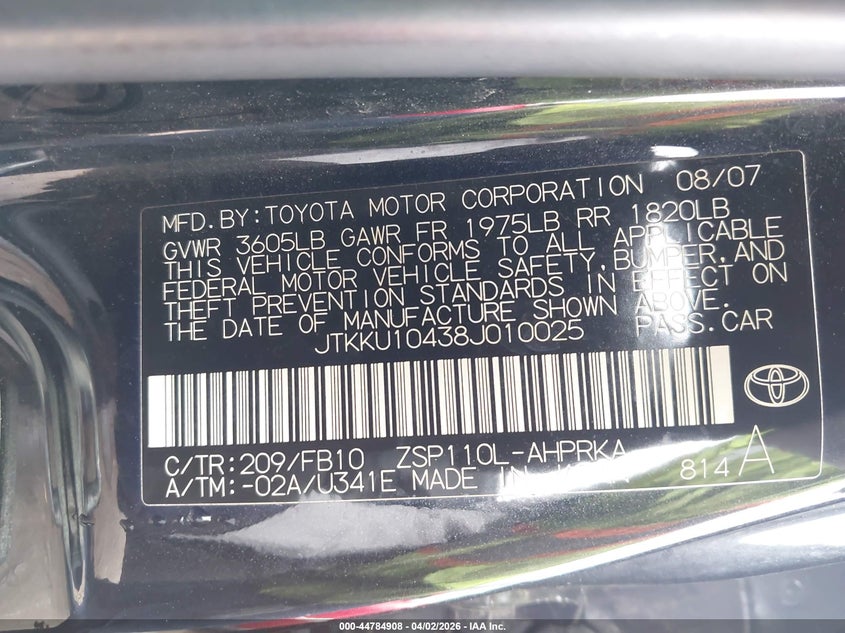 MFD.BY:TOYOTA MOTOR CORPORATION 08/07
GVWR 3605LB GAWR FR 1975LB RR 1820LB
THIS VEHICLE CONFORMS TO ALL APPLICABLE
FEDERAL MOTOR VEHICLE SAFETY, BUMPER, AND
THEFT PREVENTION STANDARDS IN EFFECT ON
THE DATE OF MANUFACTURE SHOWN ABOVE.
JTKKU10438J010025 PASS.CAR
C/TR:209/FB10 ZSP110L-AHPRKA
A/TM:-02A/U341E MADE IN 814 A
000-44784908 - 04/02/2026 - IAA Inc.